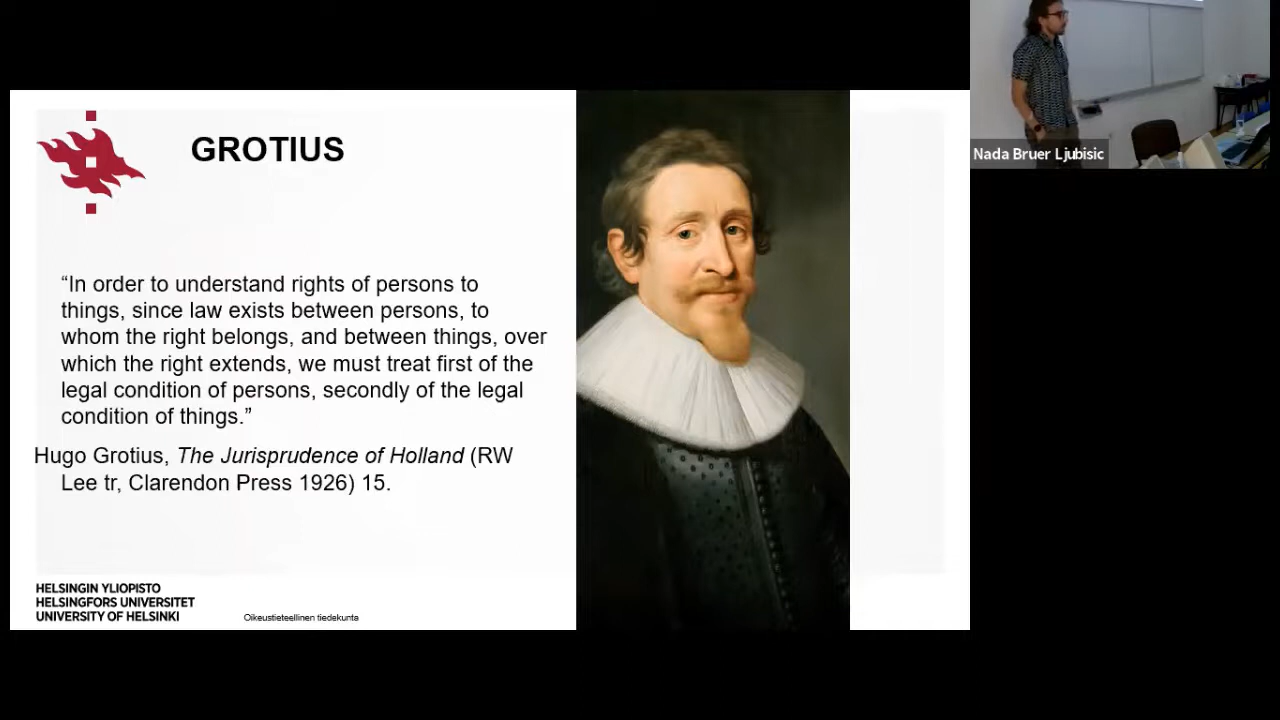 GROTIUS
“In order to understand rights of persons to
things, since law exists between persons, to
whom the right belongs, and between things, over
which the right extends, we must treat first of the
legal condition of persons, secondly of the legal
condition of things.”
Hugo Grotius, The Jurisprudence of Holland (RW
Lee tr, Clarendon Press 1926) 15.
HELSINGIN YLIOPISTO
HELSINGFORS UNIVERSITET
UNIVERSITY OF HELSINKI
Oikeustieteellinen tiedekunta
Nada Bruer Ljubisic